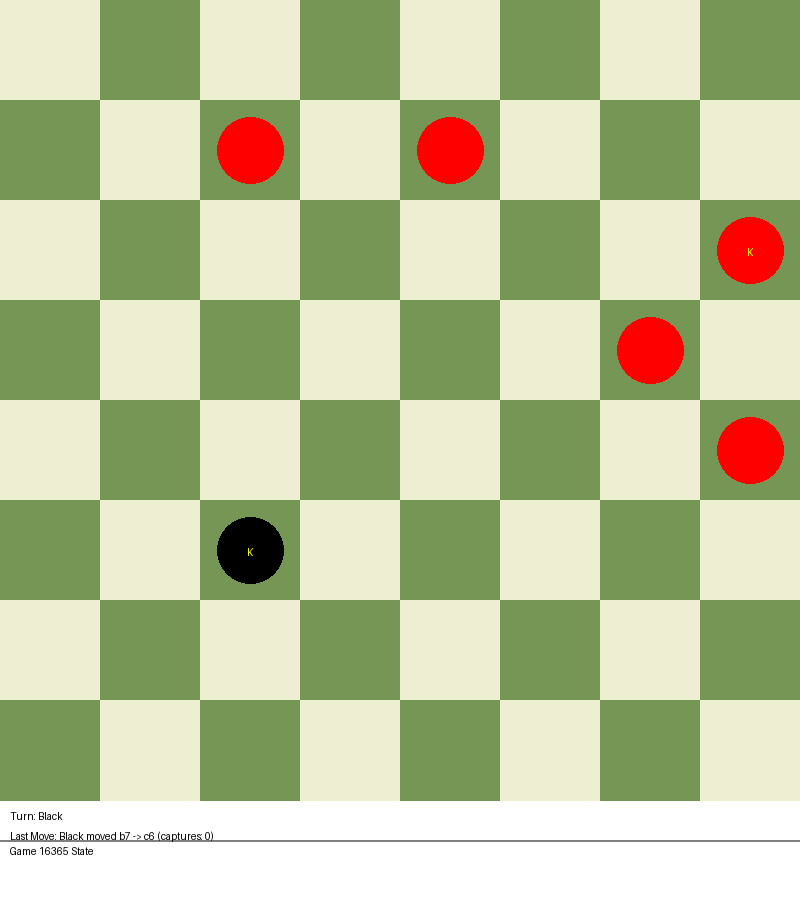 K
K
Turn: Black
Last Move: Black moved b7 -> c6 (captures: 0)
Game 16365 State